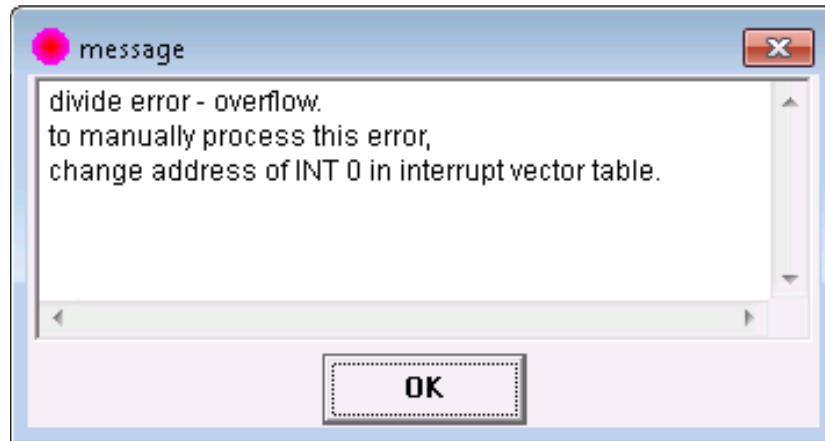 message
divide error - overflow.
to manually process this error,
change address of INT 0 in interrupt vector table.
OK